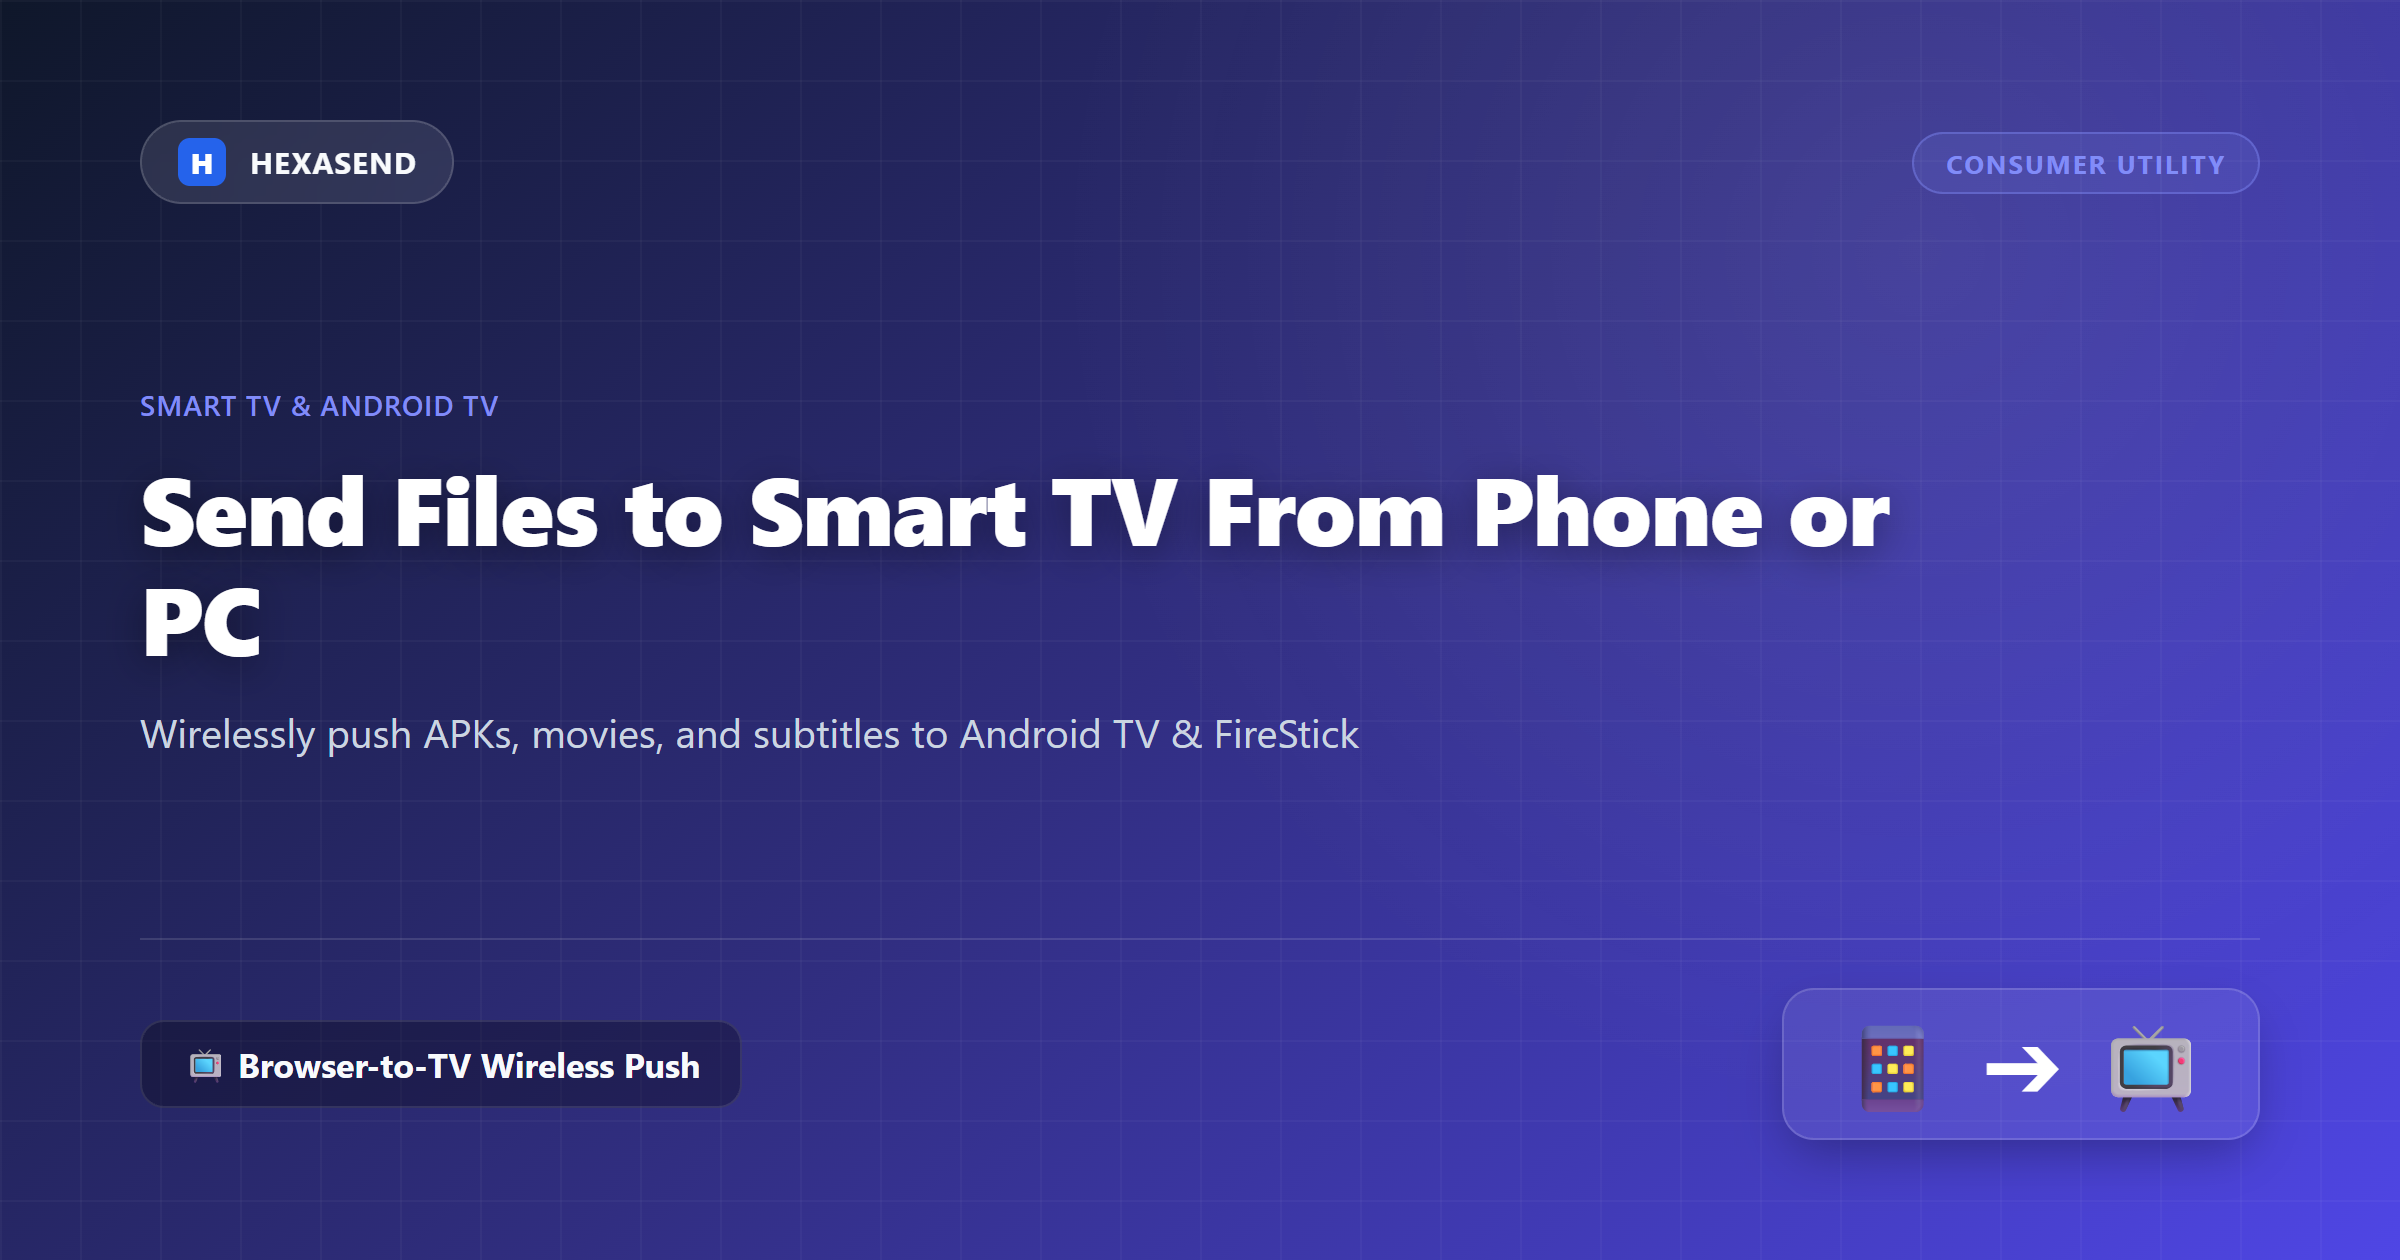 H HEXASEND
CONSUMER UTILITY
SMART TV & ANDROID TV
Send Files to Smart TV From Phone or
PC
Wirelessly push APKs, movies, and subtitles to Android TV & FireStick
Browser-to-TV Wireless Push